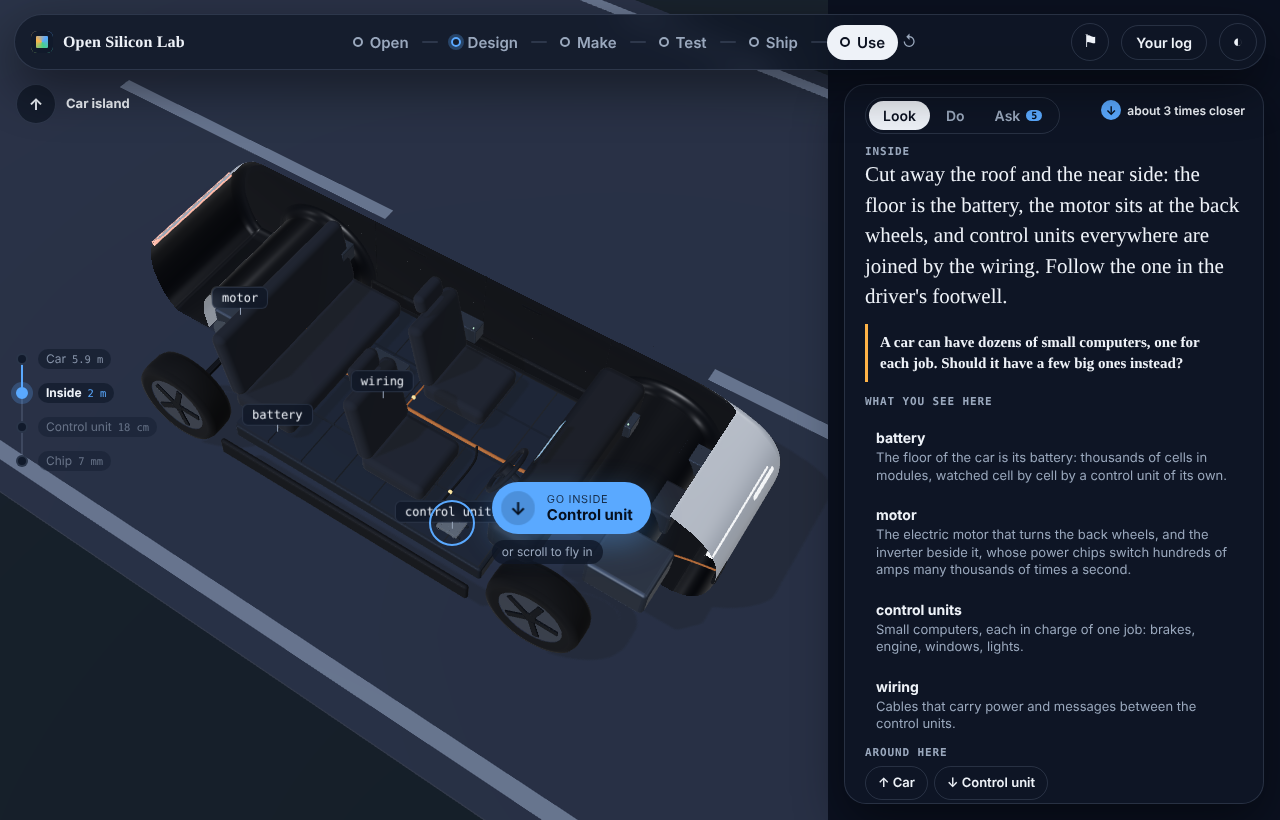 Open Silicon Lab
Open
Design
Make
Test
Ship
Use
Your log
Car island
motor
wiring
battery
control unit
Car 5.9 m
Inside 2 m
Control unit 18 cm
Chip 7 mm
GO INSIDE
Control unit
or scroll to fly in
Look
Do
Ask 5
about 3 times closer
INSIDE
Cut away the roof and the near side: the
floor is the battery, the motor sits at the back
wheels, and control units everywhere are
joined by the wiring. Follow the one in the
driver's footwell.
A car can have dozens of small computers, one for
each job. Should it have a few big ones instead?
WHAT YOU SEE HERE
battery
The floor of the car is its battery: thousands of cells in
modules, watched cell by cell by a control unit of its own.
motor
The electric motor that turns the back wheels, and the
inverter beside it, whose power chips switch hundreds of
amps many thousands of times a second.
control units
Small computers, each in charge of one job: brakes,
engine, windows, lights.
wiring
Cables that carry power and messages between the
control units.
AROUND HERE
↑ Car
↓ Control unit